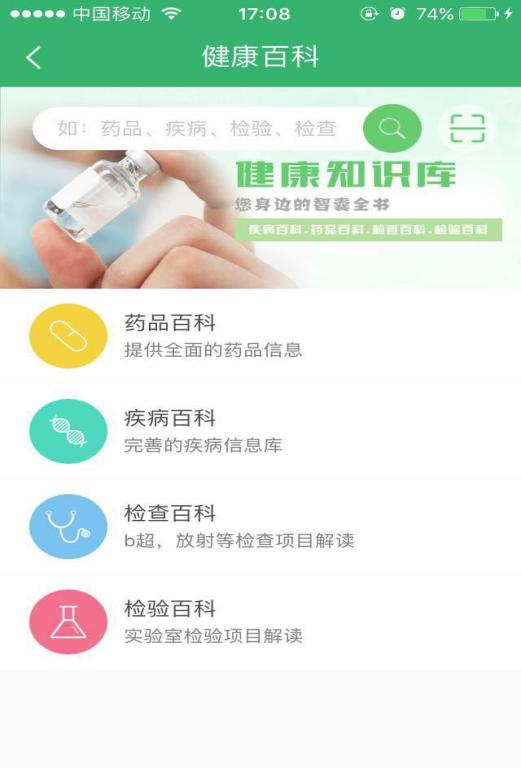 中国移动
17:08
74%
健康百科
如：药品、疾病、检验、检查
健康知识库
您身边的智囊全书
疾病百科.药品百科.检查百科.检验百科
药品百科
提供全面的药品信息
疾病百科
完善的疾病信息库
检查百科
b超，放射等检查项目解读
检验百科
实验室检验项目解读